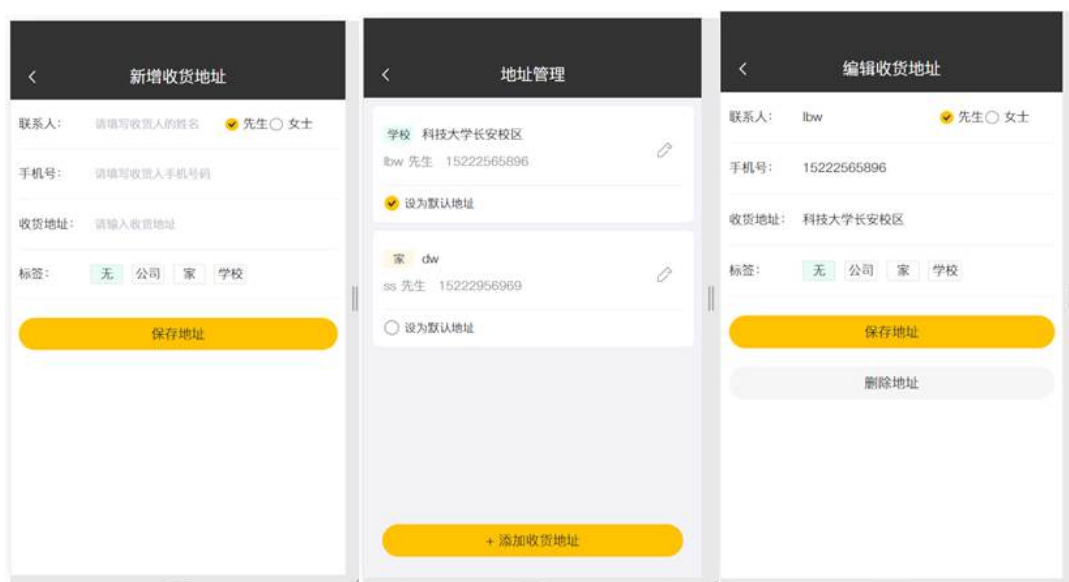 新增收货地址
联系人: 请填写收货人的姓名 先生 女士
手机号: 请填写收货人手机号码
收货地址: 请输入收货地址
标签: 无 公司 家 学校
保存地址
地址管理
学校 科技大学长安校区
lbw 先生 15222565896
设为默认地址
家 dw
ss 先生 15222956969
设为默认地址
+ 添加收货地址
编辑收货地址
联系人: lbw 先生 女士
手机号: 15222565896
收货地址: 科技大学长安校区
标签: 无 公司 家 学校
保存地址
删除地址